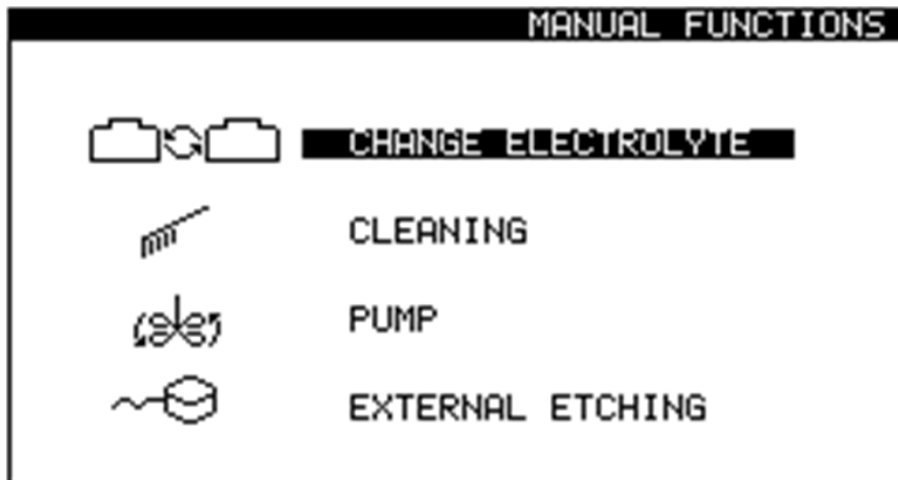 MANUAL FUNCTIONS
CHANGE ELECTROLYTE
CLEANING
PUMP
EXTERNAL ETCHING